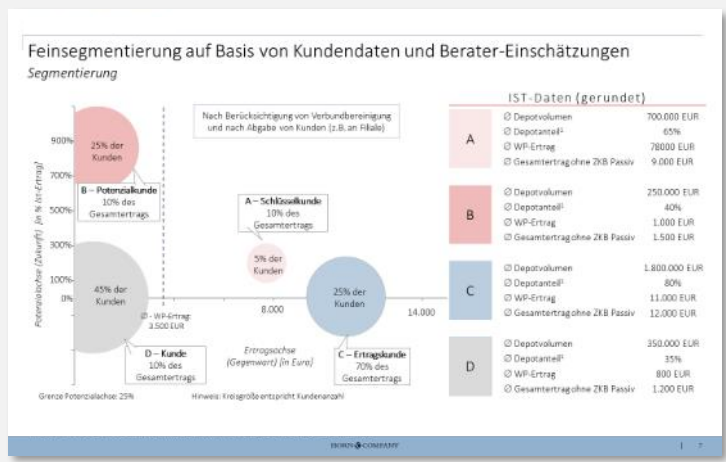 Feinsegmentierung auf Basis von Kundendaten und Berater-Einschätzungen
Segmentierung
Potenzialachse (Zukunft) [in % Ist-Ertrag]
900%
700%
500%
300%
100%
0%
25% der
Kunden
B – Potenzialkunde
10% des
Gesamtertrags
45% der
Kunden
D – Kunde
10% des
Gesamtertrags
Ø - WP-Ertrag:
3.500 EUR
Nach Berücksichtigung von Verbundbereinigung
und nach Abgabe von Kunden (z.B. an Filiale)
A – Schlüsselkunde
10% des
Gesamtertrags
5% der
Kunden
25% der
Kunden
8.000
14.000
Ertragsachse
(Gegenwart) [in Euro]
C – Ertragskunde
70% des
Gesamtertrags
Grenze Potenzialachse: 25%
Hinweis: Kreisgröße entspricht Kundenanzahl
IST-Daten (gerundet)
A
Ø Depotvolumen 700.000 EUR
Ø Depotanteil¹ 65%
Ø WP-Ertrag 78000 EUR
Ø Gesamtertrag ohne ZKB Passiv 9.000 EUR
B
Ø Depotvolumen 250.000 EUR
Ø Depotanteil¹ 40%
Ø WP-Ertrag 1.000 EUR
Ø Gesamtertrag ohne ZKB Passiv 1.500 EUR
C
Ø Depotvolumen 1.800.000 EUR
Ø Depotanteil¹ 80%
Ø WP-Ertrag 11.000 EUR
Ø Gesamtertrag ohne ZKB Passiv 12.000 EUR
D
Ø Depotvolumen 350.000 EUR
Ø Depotanteil¹ 35%
Ø WP-Ertrag 800 EUR
Ø Gesamtertrag ohne ZKB Passiv 1.200 EUR
HORN & COMPANY
| 7